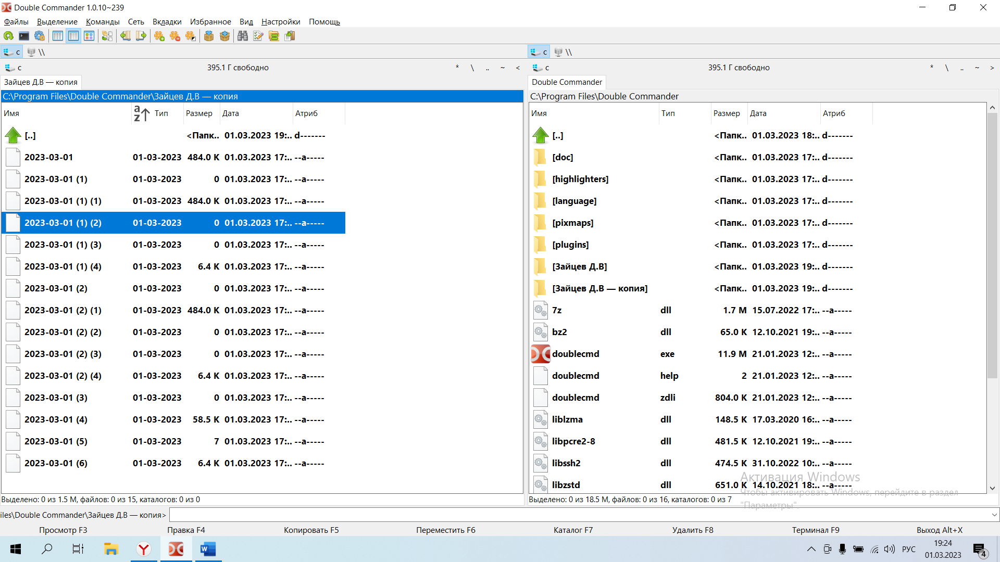 Double Commander 1.0.10~239
Файлы Выделение Команды Сеть Вкладки Избранное Вид Настройки Помощь
c \\ c \\
c 395.1 Г свободно * \ .. ~ < c 395.1 Г свободно * \ .. ~ >
Зайцев Д.В — копия Double Commander
C:\Program Files\Double Commander\Зайцев Д.В — копия
Имя Тип Размер Дата Атриб
[..] <Папк.. 01.03.2023 19:.. d-------
2023-03-01 01-03-2023 484.0 K 01.03.2023 17:.. --a-----
2023-03-01 (1) 01-03-2023 0 01.03.2023 17:.. --a-----
2023-03-01 (1) (1) 01-03-2023 484.0 K 01.03.2023 17:.. --a-----
2023-03-01 (1) (2) 01-03-2023 0 01.03.2023 17:.. --a-----
2023-03-01 (1) (3) 01-03-2023 0 01.03.2023 17:.. --a-----
2023-03-01 (1) (4) 01-03-2023 6.4 K 01.03.2023 17:.. --a-----
2023-03-01 (2) 01-03-2023 0 01.03.2023 17:.. --a-----
2023-03-01 (2) (1) 01-03-2023 484.0 K 01.03.2023 17:.. --a-----
2023-03-01 (2) (2) 01-03-2023 0 01.03.2023 17:.. --a-----
2023-03-01 (2) (3) 01-03-2023 0 01.03.2023 17:.. --a-----
2023-03-01 (2) (4) 01-03-2023 6.4 K 01.03.2023 17:.. --a-----
2023-03-01 (3) 01-03-2023 0 01.03.2023 17:.. --a-----
2023-03-01 (4) 01-03-2023 58.5 K 01.03.2023 17:.. --a-----
2023-03-01 (5) 01-03-2023 7 01.03.2023 17:.. --a-----
2023-03-01 (6) 01-03-2023 6.4 K 01.03.2023 17:.. --a-----
Выделено: 0 из 1.5 M, файлов: 0 из 15, каталогов: 0 из 0
C:\Program Files\Double Commander
Имя Тип Размер Дата Атриб
[..] <Папк.. 01.03.2023 18:.. d-------
[doc] <Папк.. 01.03.2023 17:.. d-------
[highlighters] <Папк.. 01.03.2023 17:.. d-------
[language] <Папк.. 01.03.2023 17:.. d-------
[pixmaps] <Папк.. 01.03.2023 17:.. d-------
[plugins] <Папк.. 01.03.2023 17:.. d-------
[Зайцев Д.В] <Папк.. 01.03.2023 19:.. d-------
[Зайцев Д.В — копия] <Папк.. 01.03.2023 19:.. d-------
7z dll 1.7 M 15.07.2022 17:.. --a-----
bz2 dll 65.0 K 12.10.2021 19:.. --a-----
doublecmd exe 11.9 M 21.01.2023 12:.. --a-----
doublecmd help 2 21.01.2023 12:.. --a-----
doublecmd zdli 804.0 K 21.01.2023 12:.. --a-----
liblzma dll 148.5 K 17.03.2020 16:.. --a-----
libpcre2-8 dll 481.5 K 12.10.2021 19:.. --a-----
libssh2 dll 474.5 K 31.10.2022 10:.. --a-----
libzstd dll 651.0 K 14.10.2021 18:.. --a-----
Выделено: 0 из 18.5 M, файлов: 0 из 16, каталогов: 0 из 7
Активация Windows
Чтобы активировать Windows, перейдите в раздел
"Параметры".
iles\Double Commander\Зайцев Д.В — копия>
Просмотр F3 Правка F4 Копировать F5 Переместить F6 Каталог F7 Удалить F8 Терминал F9 Выход Alt+X
РУС 19:24
01.03.2023
4